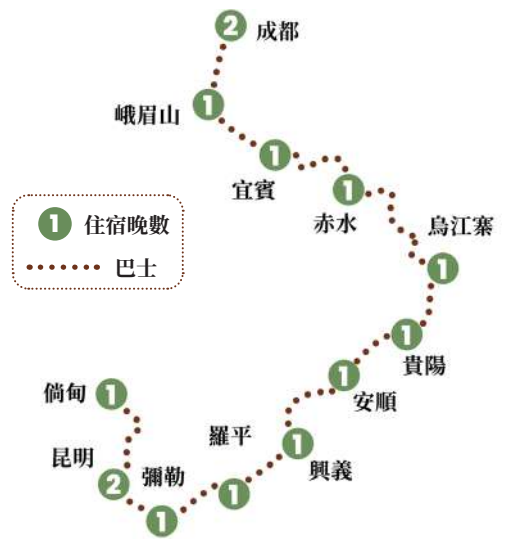 2 成都
峨眉山 1
1
宜賓
1
赤水
烏江寨
1
1 住宿晚數
巴士
1
貴陽
1
安順
倘甸 1
羅平
1
興義
昆明
2
彌勒
1
1